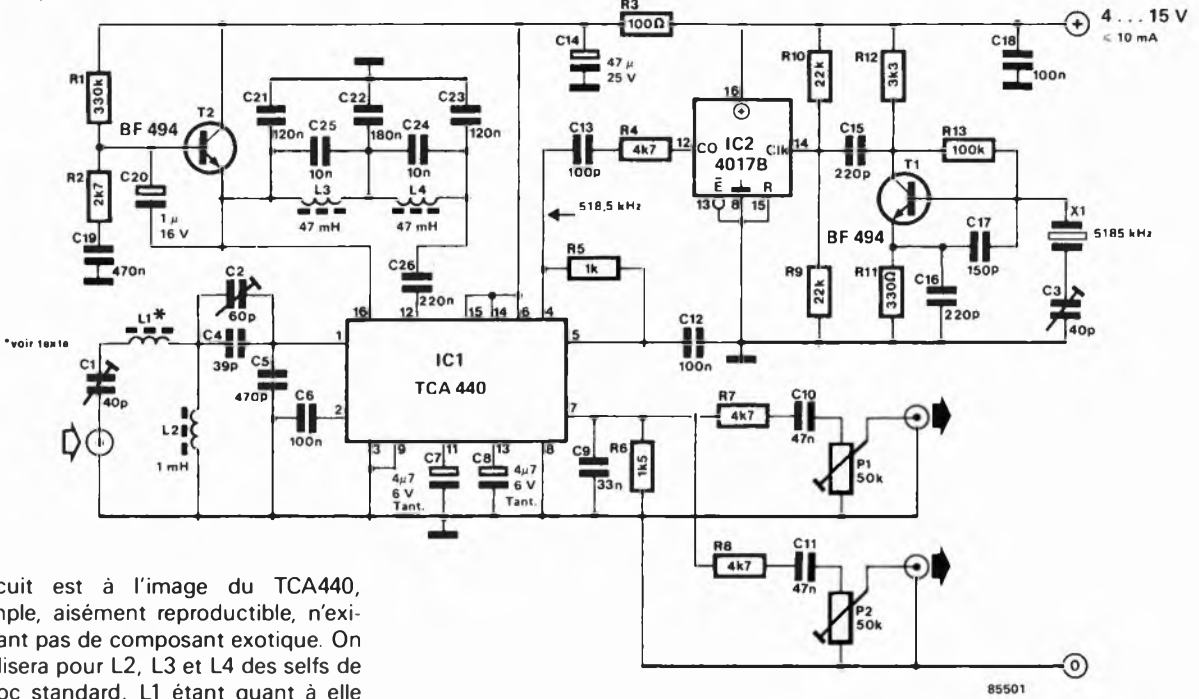 R3
100Ω
4 ... 15 V
⩽ 10 mA
C14
47 µ
25 V
R10
22k
R12
3k3
C18
100n
R1
330k
T2
BF 494
C21
120n
C22
180n
C23
120n
C25
10n
C24
10n
L3
47 mH
L4
47 mH
16
C13
100p
R4
4k7
12
CO
IC2
4017B
Clk
14
E
R
13
8
15
C15
220p
R13
100k
T1
BF 494
R2
2k7
C20
1 µ
16 V
C19
470n
518,5 kHz
R5
1k
C26
220n
R9
22k
R11
330Ω
C16
220p
C17
150p
X1
5185 kHz
C3
40p
C2
60p
L1*
*voir texte
C4
39p
C1
40p
C5
470p
C6
100n
L2
1 mH
16
12
15
14
6
4
1
2
5
7
IC1
TCA 440
3
9
11
13
8
C12
100n
4µ7
6 V
Tant.
C7
C8
4µ7
6 V
Tant.
C9
33n
R6
1k5
R7
4k7
C10
47n
P1
50k
R8
4k7
C11
47n
P2
50k
0
85501
cuit est à l'image du TCA440,
mple, aisément reproductible, n'exi-
ant pas de composant exotique. On
lisera pour L2, L3 et L4 des selfs de
oc standard, L1 étant quant à elle